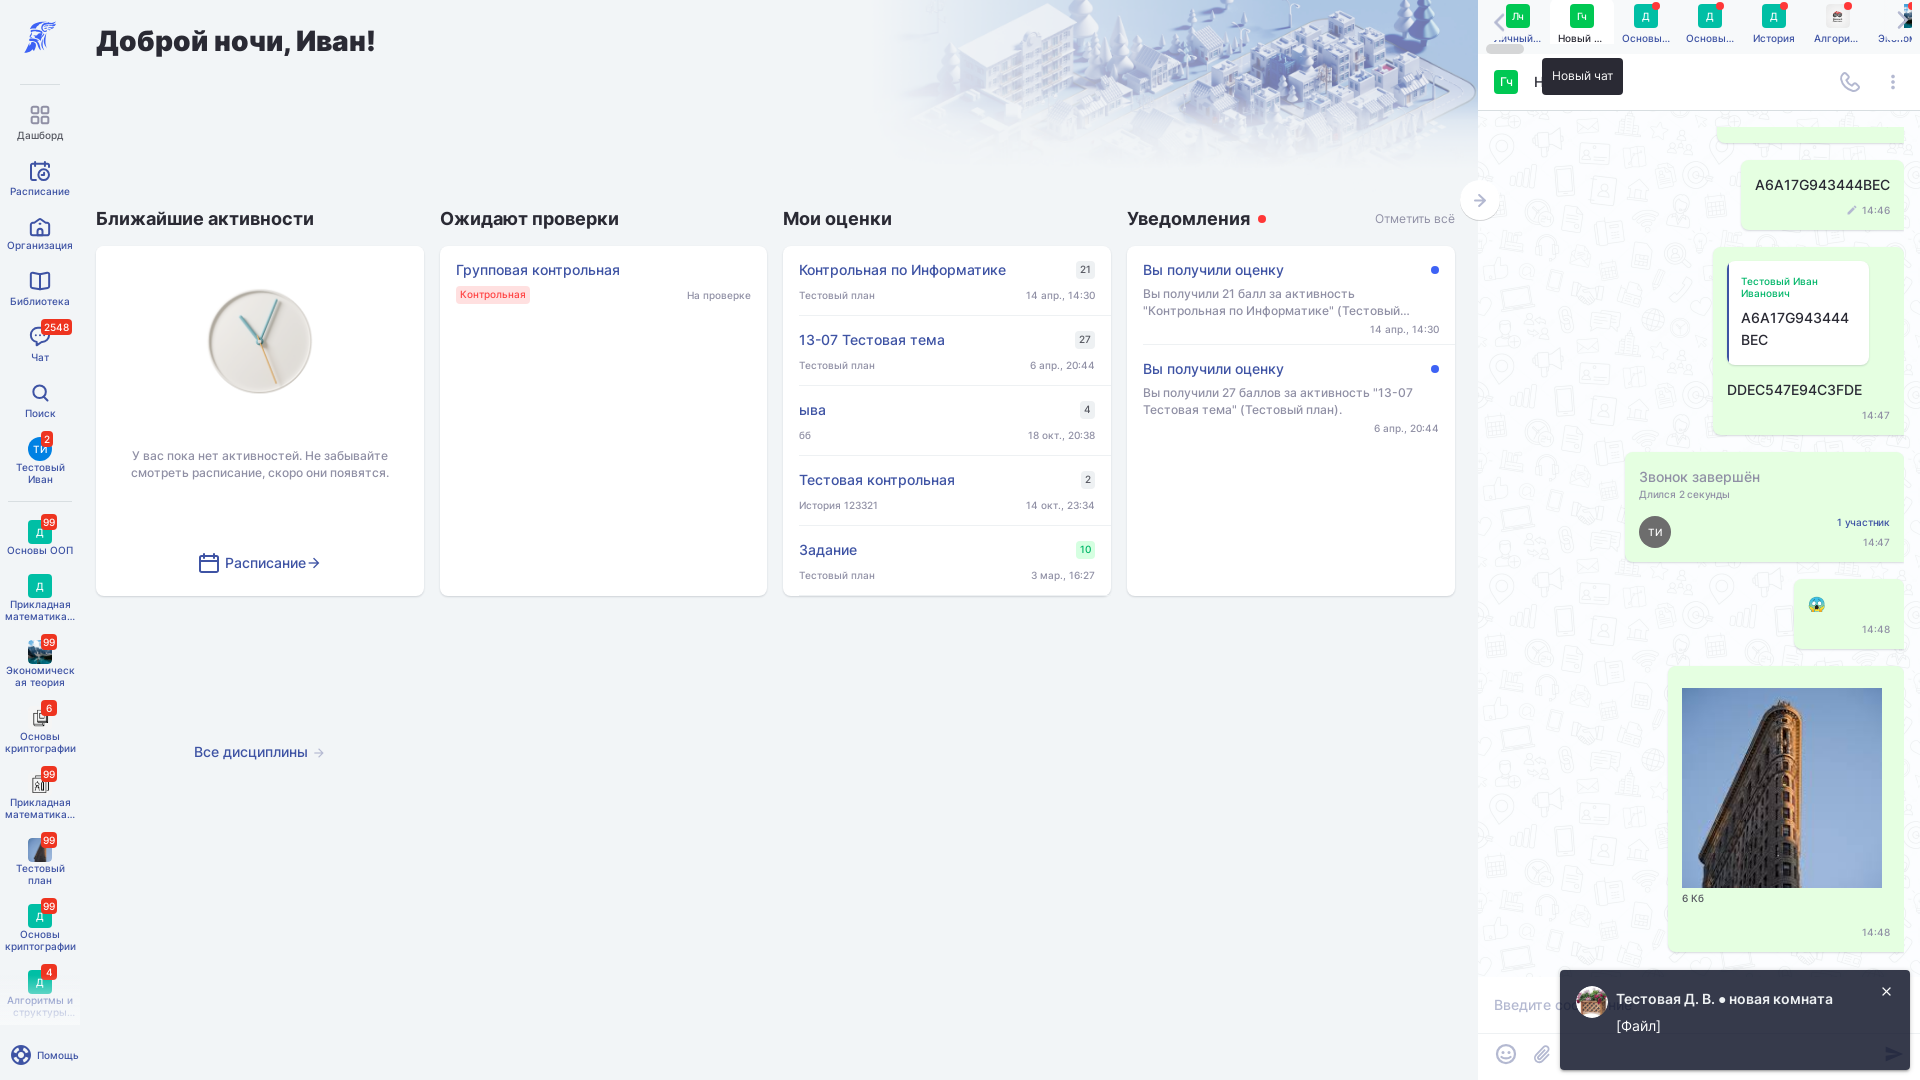 Дашборд
Расписание
Организация
Библиотека
2548
Чат
Поиск
2
ТИ
Тестовый
Иван
99
Д
Основы ООП
Д
Прикладная
математика...
99
Экономическ
ая теория
6
Основы
криптографии
99
Прикладная
математика...
99
Тестовый
план
99
Д
Основы
криптографии
4
Д
Алгоритмы и
структуры...
Помощь
Доброй ночи, Иван!
Ближайшие активности
У вас пока нет активностей. Не забывайте
смотреть расписание, скоро они появятся.
Расписание
Все дисциплины
Ожидают проверки
Групповая контрольная
Контрольная
На проверке
Мои оценки
Контрольная по Информатике 21
Тестовый план 14 апр., 14:30
13-07 Тестовая тема 27
Тестовый план 6 апр., 20:44
ыва 4
бб 18 окт., 20:38
Тестовая контрольная 2
История 123321 14 окт., 23:34
Задание 10
Тестовый план 3 мар., 16:27
Уведомления
Отметить всё
Вы получили оценку
Вы получили 21 балл за активность
"Контрольная по Информатике" (Тестовый...
14 апр., 14:30
Вы получили оценку
Вы получили 27 баллов за активность "13-07
Тестовая тема" (Тестовый план).
6 апр., 20:44
Лч Гч Д Д Д
Личный... Новый ... Основы... Основы... История Алгори...
Гч
Новый чат
A6A17G943444BEC
14:46
Тестовый Иван
Иванович
A6A17G943444
BEC
DDEC547E94C3FDE
14:47
Звонок завершён
Длился 2 секунды
ТИ
1 участник
14:47
14:48
6 Кб
14:48
Введите
Тестовая Д. В. ● новая комната
[Файл]